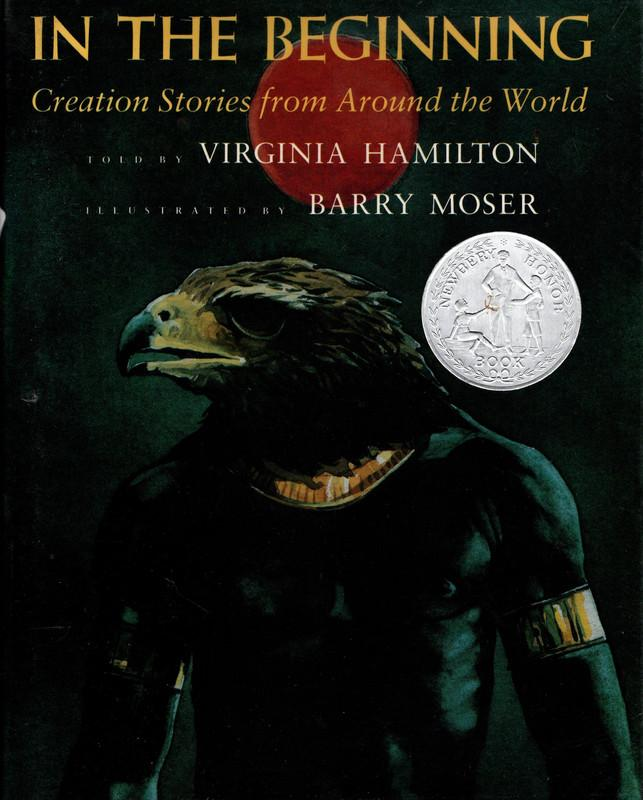 IN THE BEGINNING
Creation Stories from Around the World
TOLD BY VIRGINIA HAMILTON
ILLUSTRATED BY BARRY MOSER
NEWBERY HONOR
BOOK